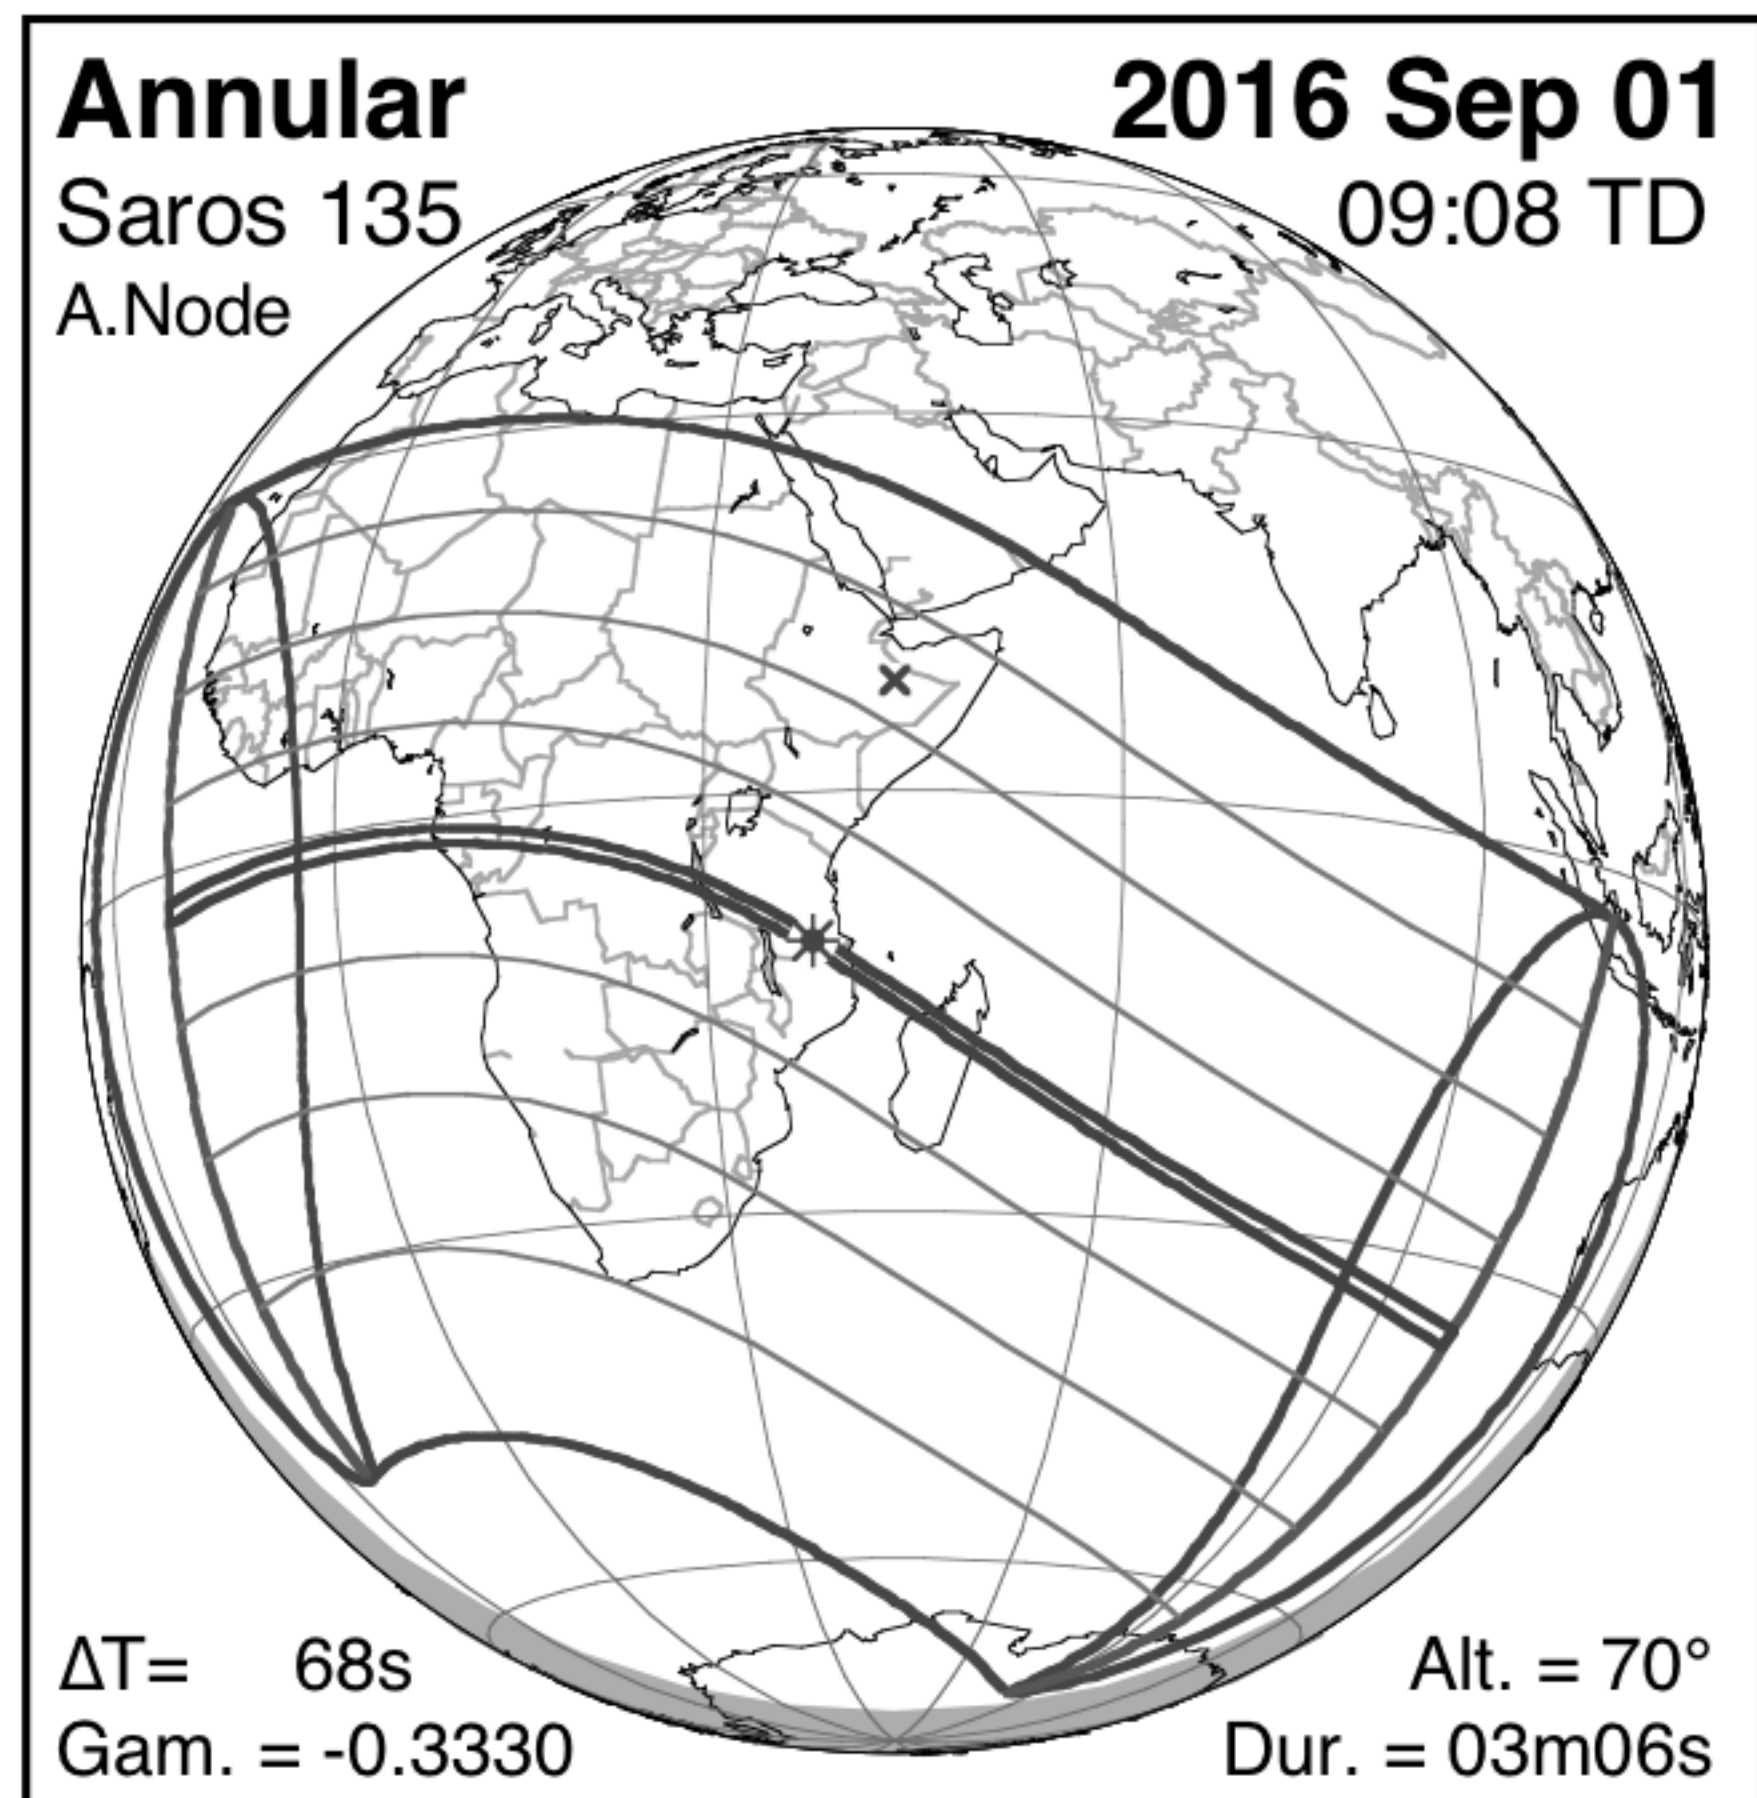 Annular
2016 Sep 01
Saros 135
09:08 TD
A.Node
ΔT= 68s
Alt. = 70°
Gam. = -0.3330
Dur. = 03m06s